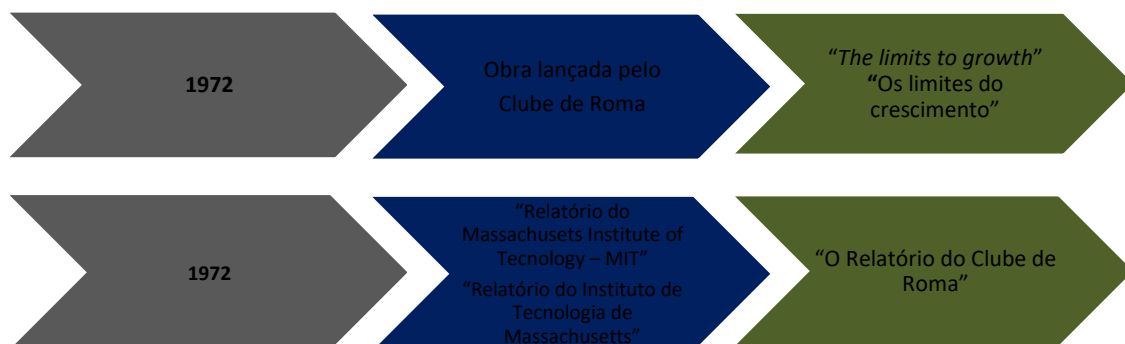 1972
Obra lançada pelo
Clube de Roma
“The limits to growth”
“Os limites do
crescimento”
1972
“Relatório do
Massachusets Institute of
Tecnology – MIT”
“Relatório do Instituto de
Tecnologia de
Massachusetts”
“O Relatório do Clube de
Roma”